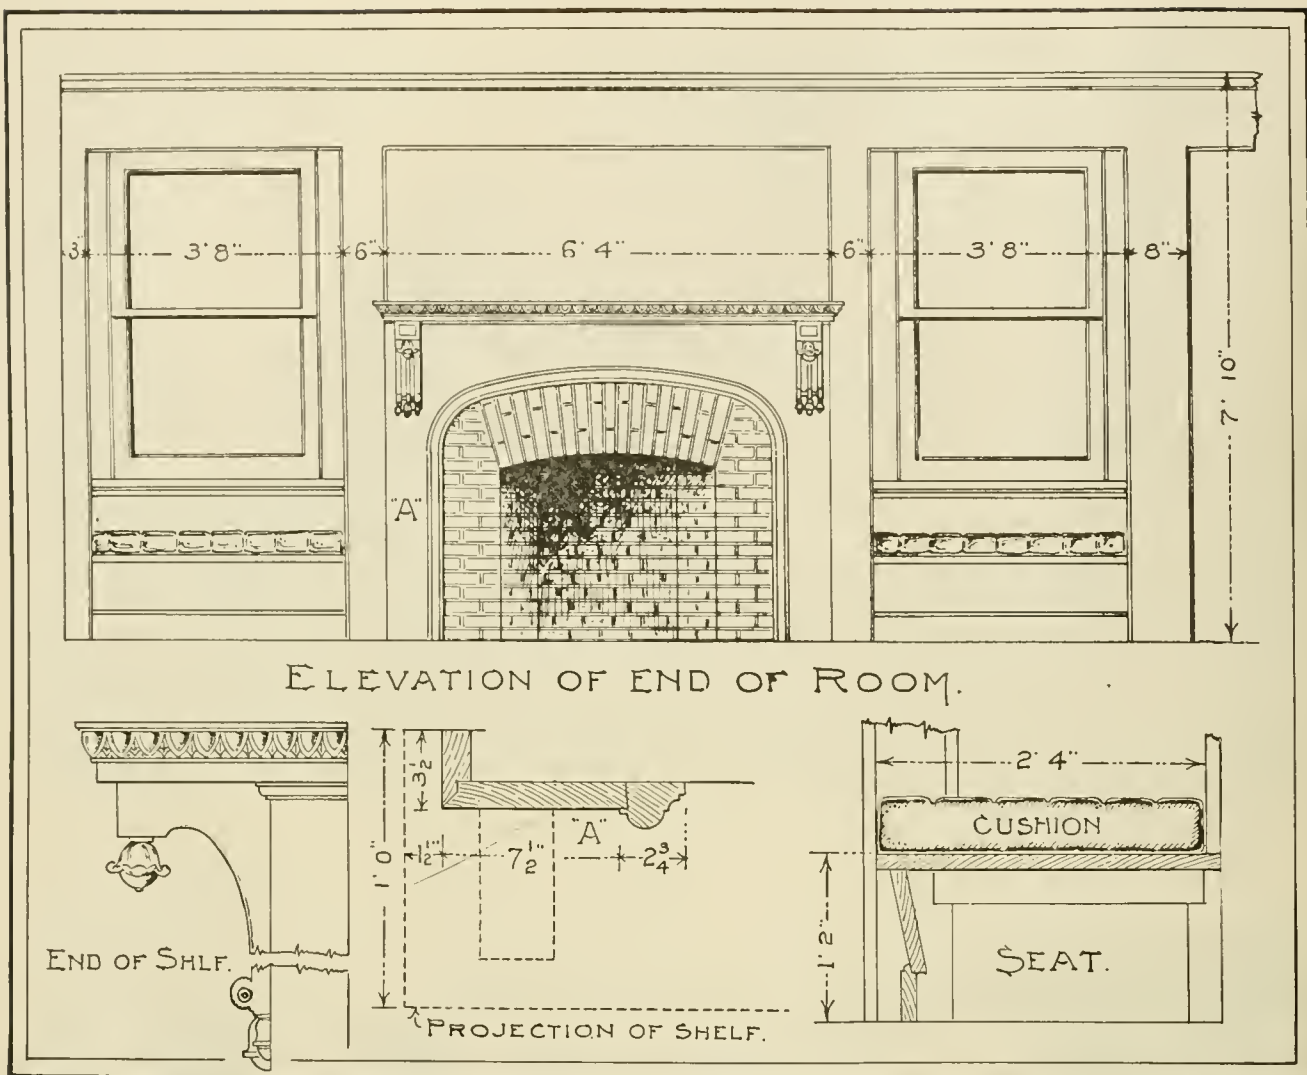 3" 3' 8" 6" 6' 4" 6" 3' 8" 8"
7' 10"
"A"
ELEVATION OF END OF ROOM.
3½
2' 4"
CUSHION
"A"
1½" 7½" 2¾
1' 0"
1' 2"
END OF SHLF.
SEAT.
PROJECTION OF SHELF.